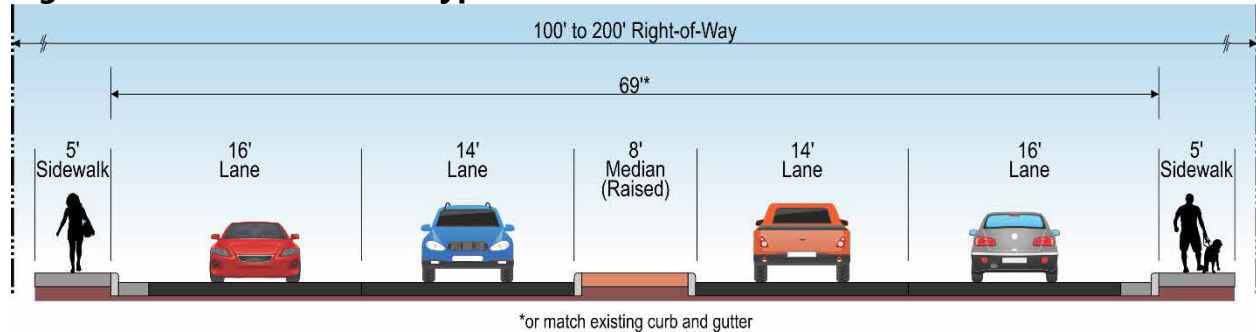 100' to 200' Right-of-Way
69'*
5'
Sidewalk
16'
Lane
14'
Lane
8'
Median
(Raised)
14'
Lane
16'
Lane
5'
Sidewalk
*or match existing curb and gutter